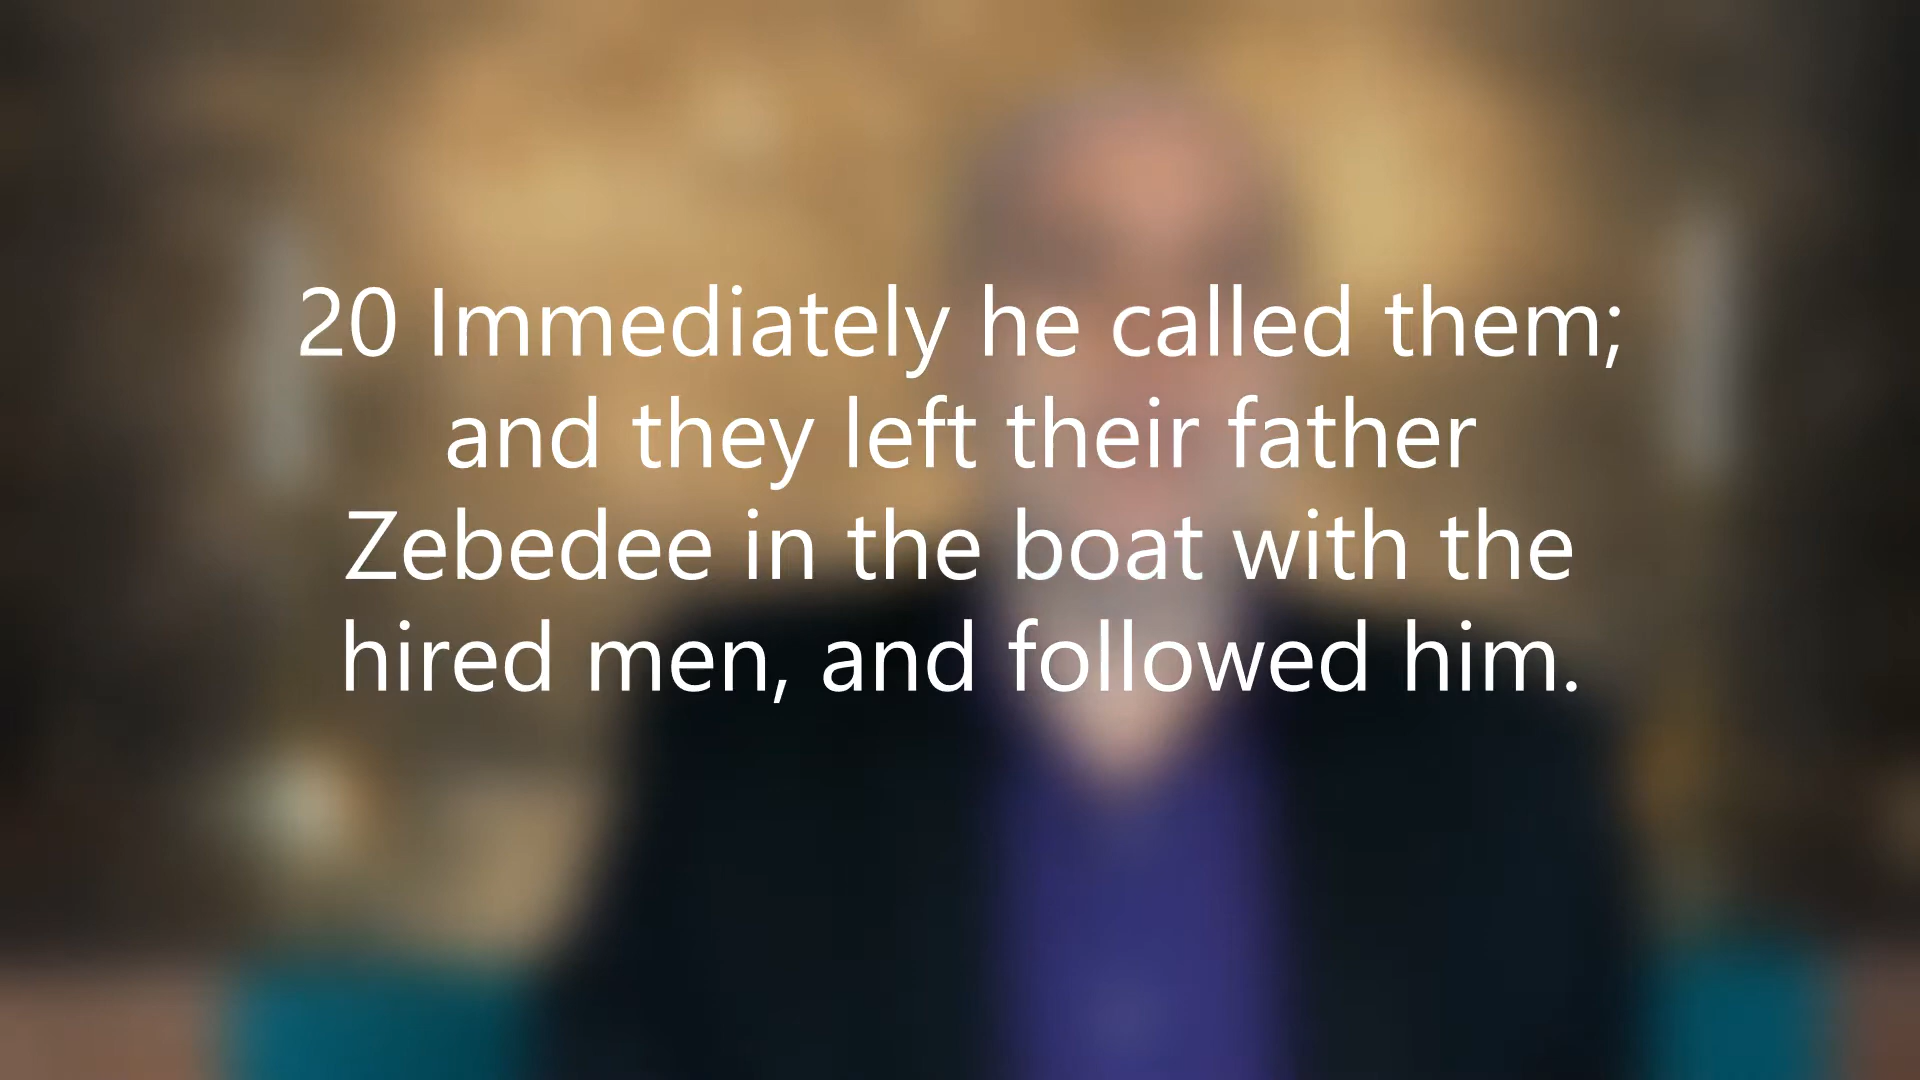 20 Immediately he called them;
and they left their father
Zebedee in the boat with the
hired men, and followed him.